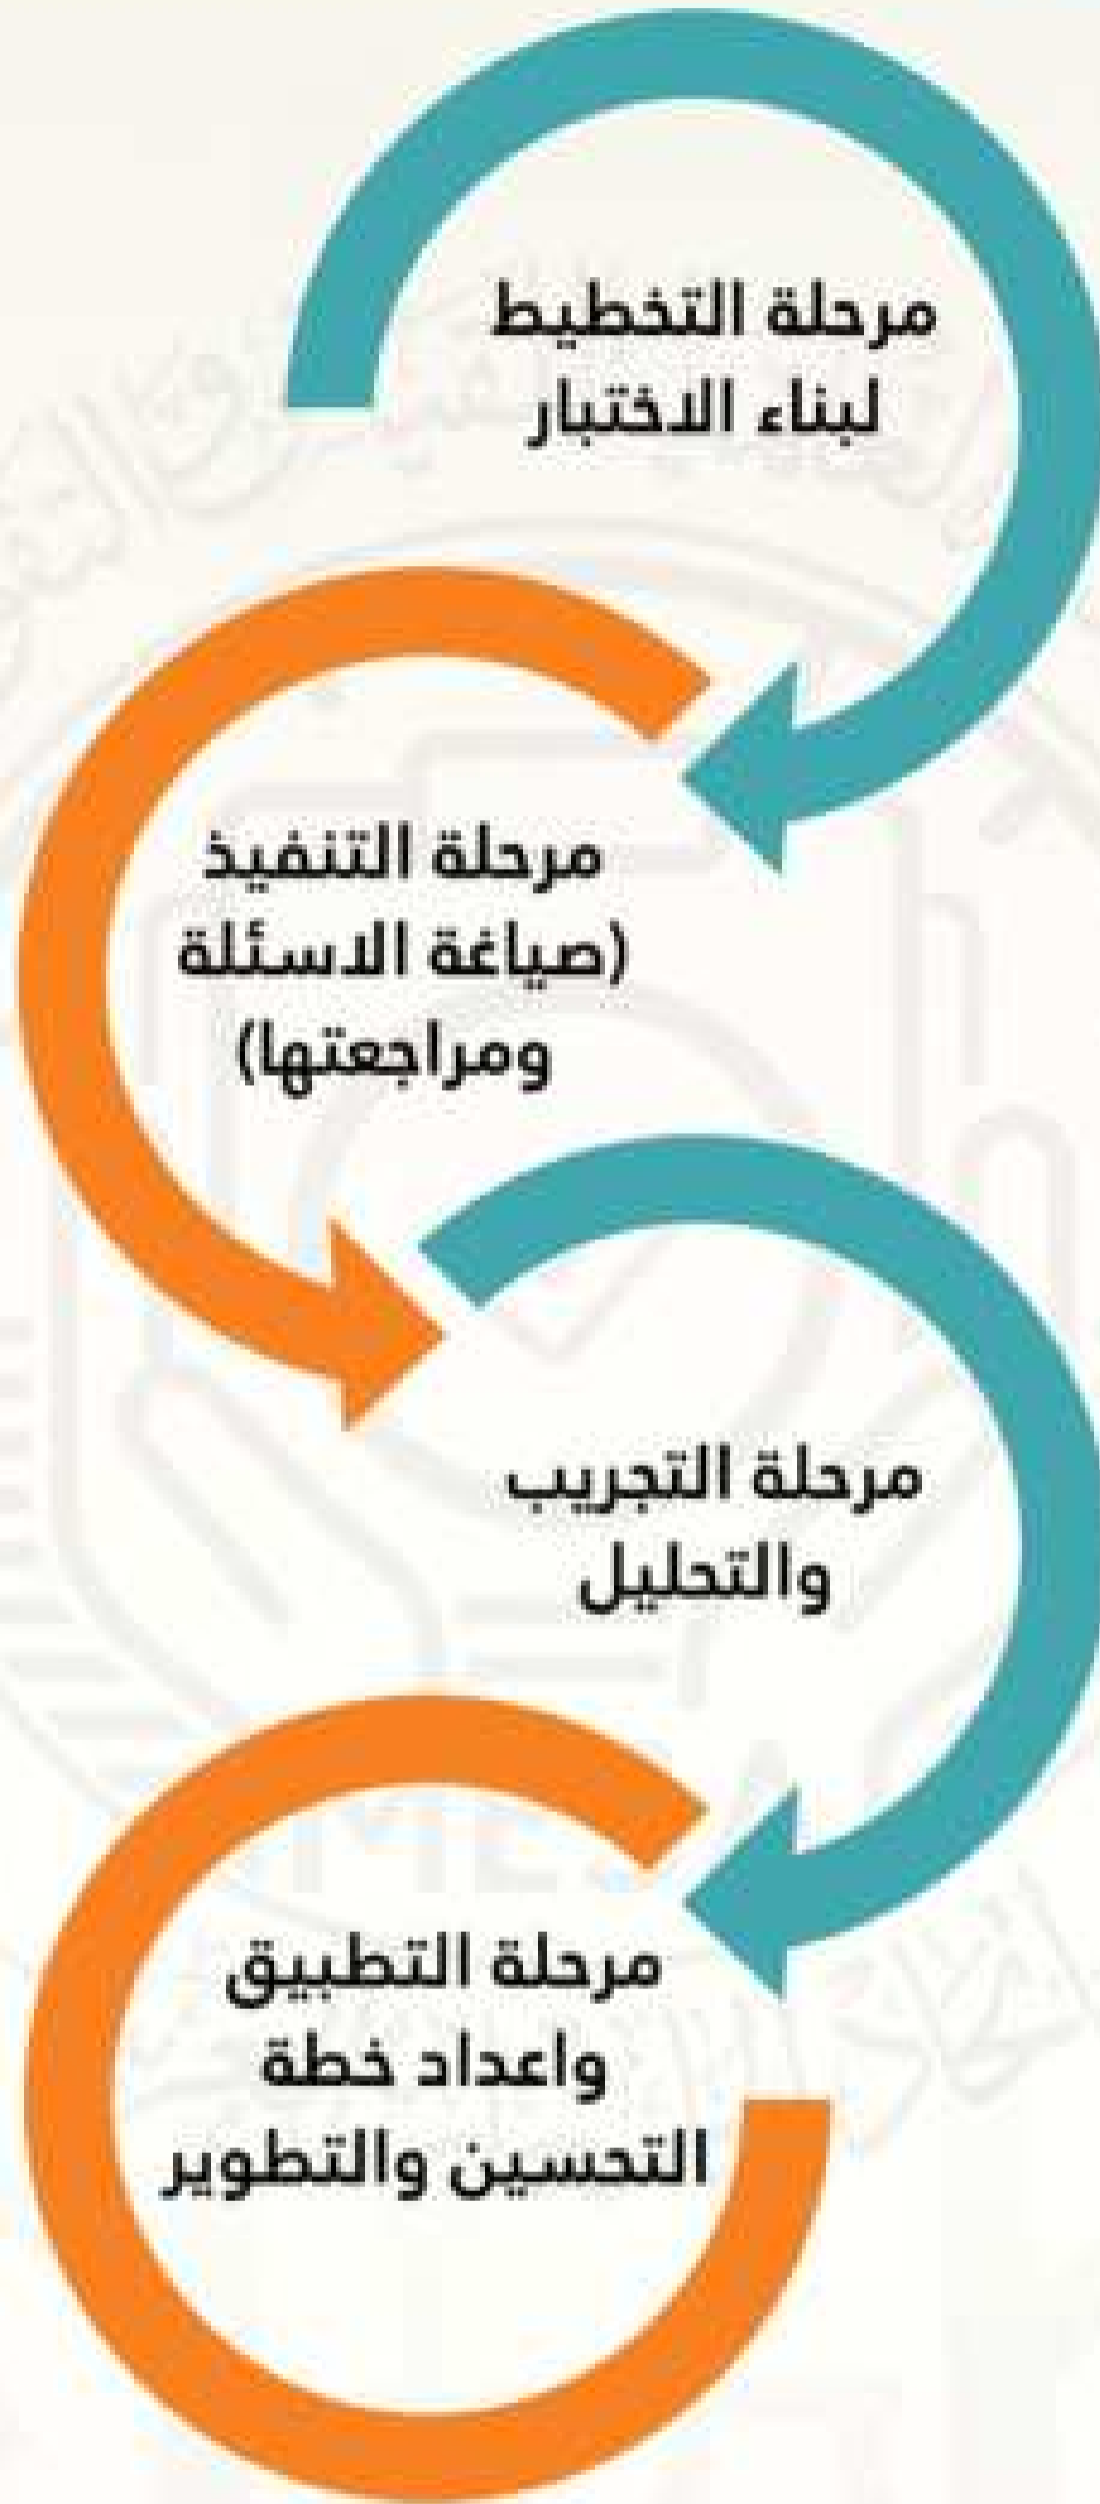 مرحلة التخطيط
لبناء الاختبار
مرحلة التنفيذ
(صياغة الاسئلة
ومراجعتها)
مرحلة التجريب
والتحليل
مرحلة التطبيق
واعداد خطة
التحسين والتطوير